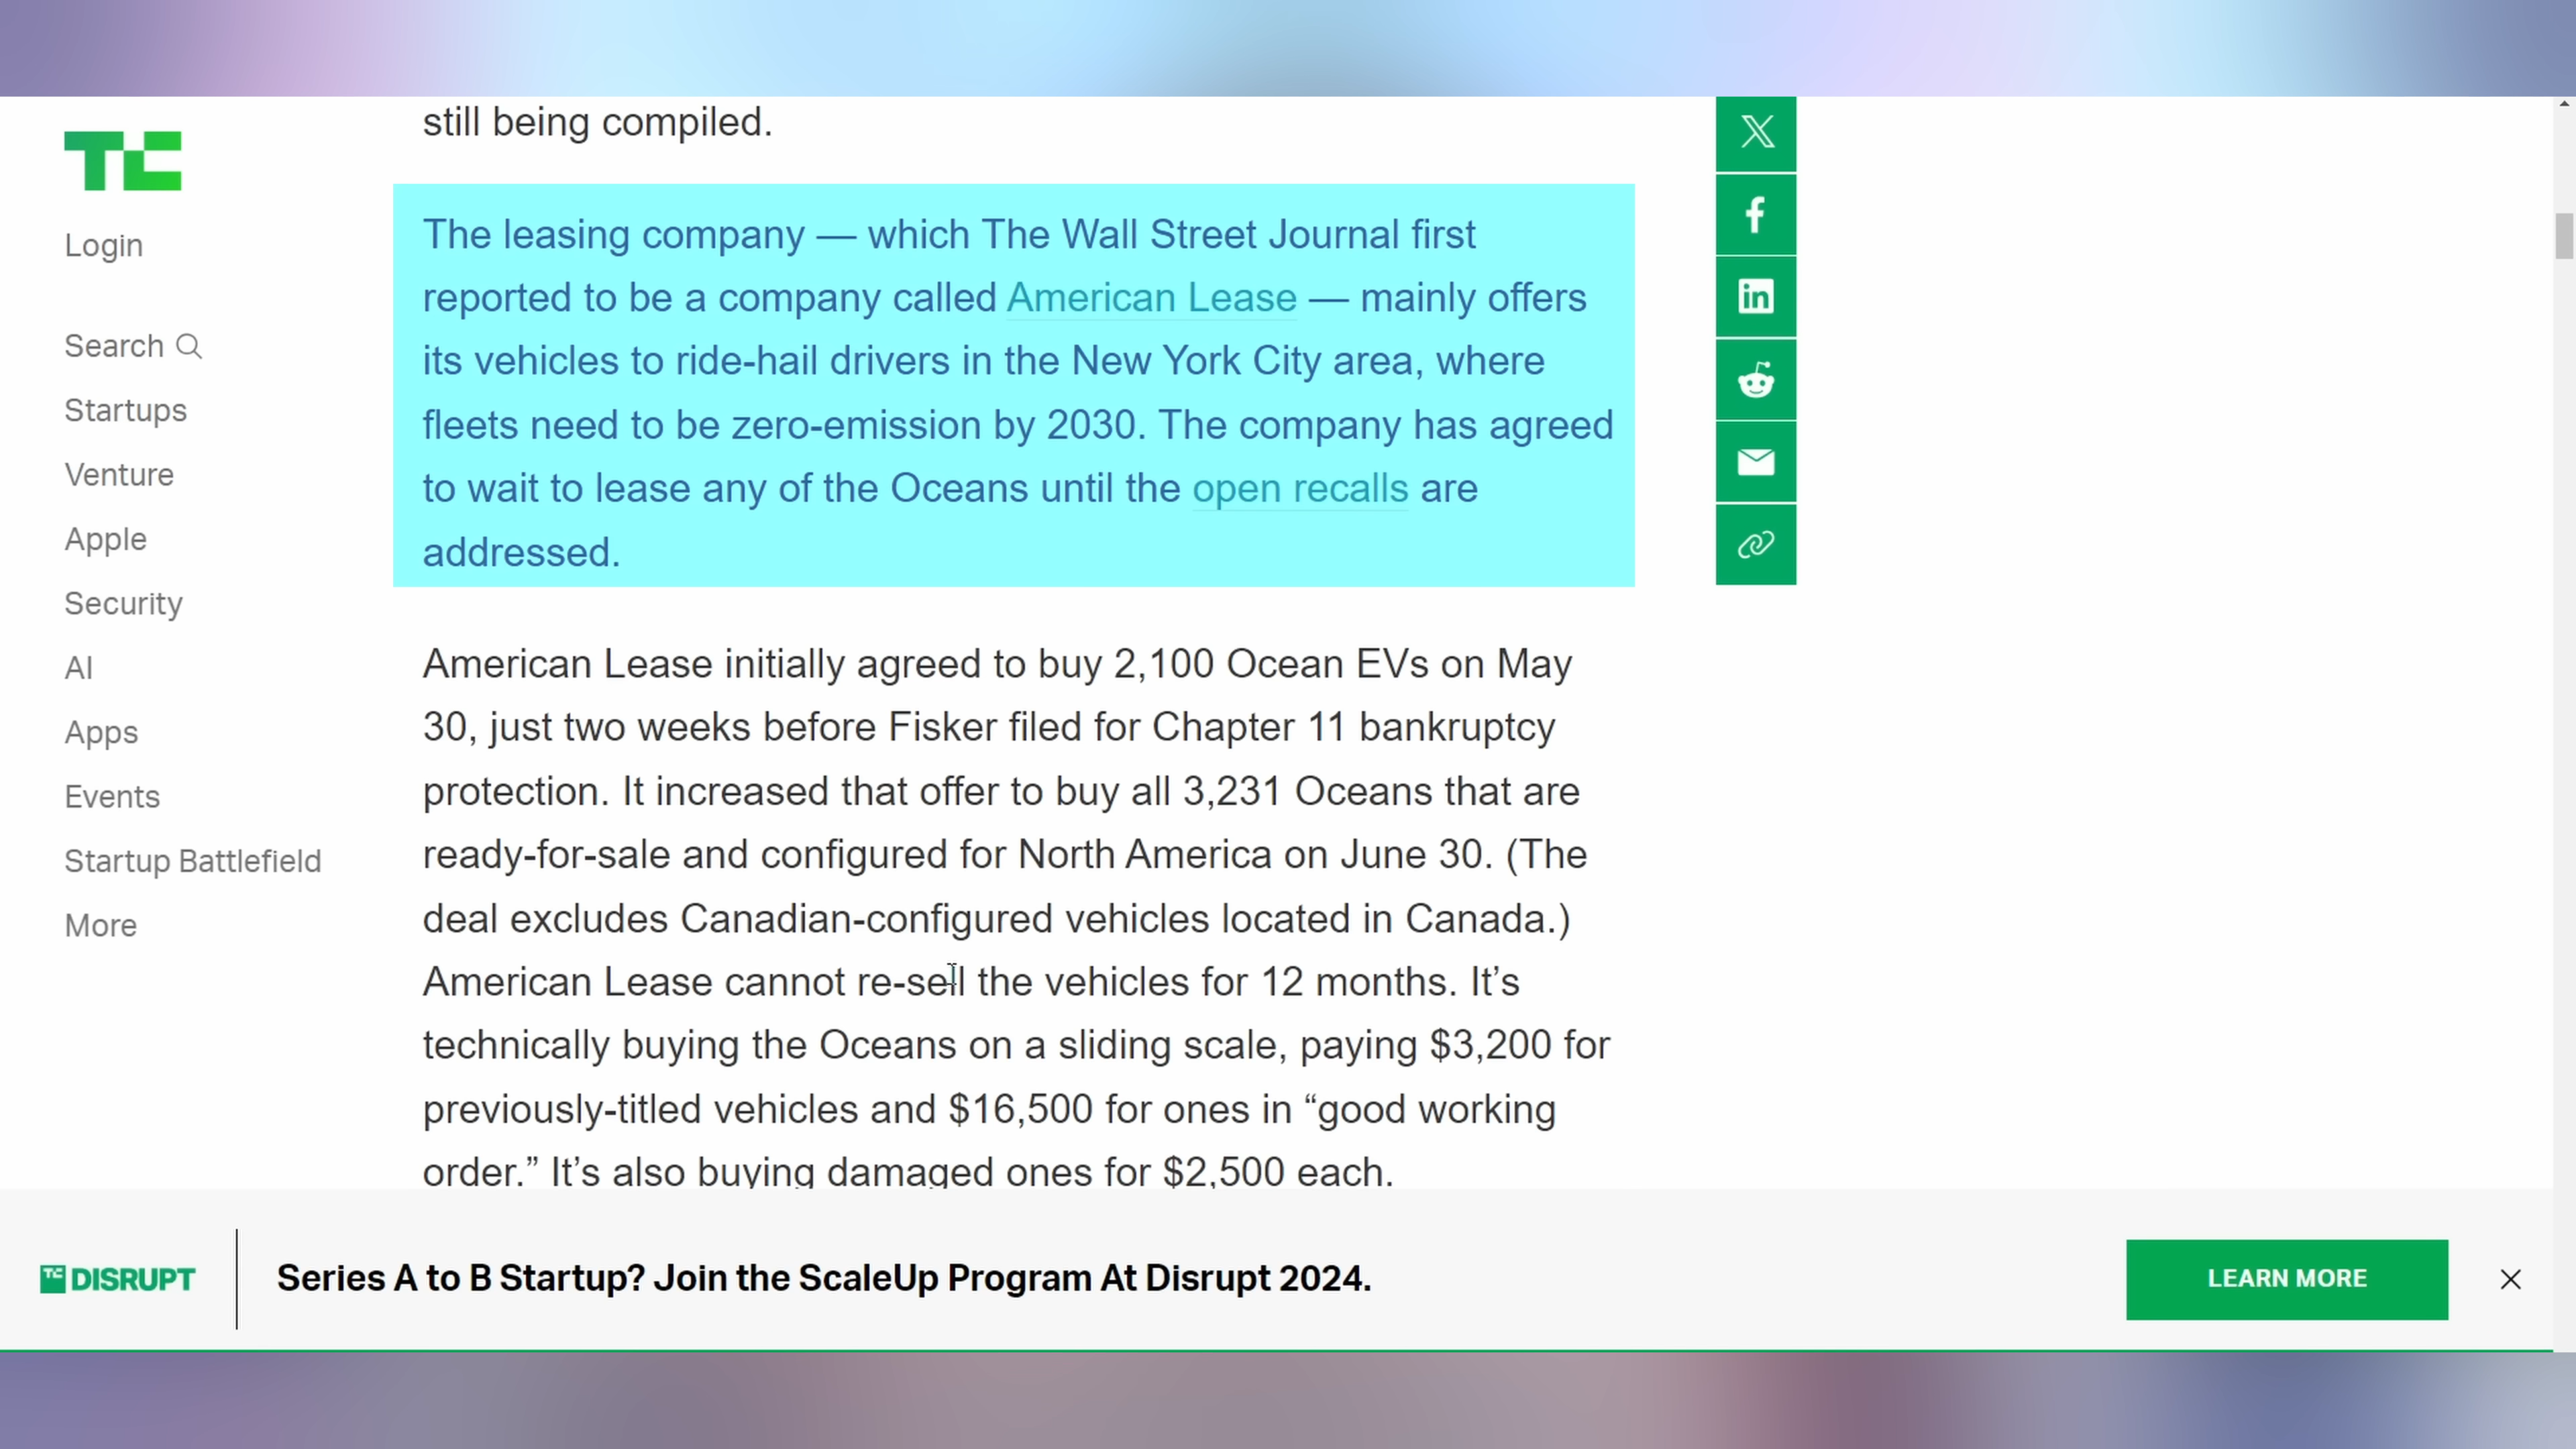 still being compiled.
TC
Login
Search
Startups
Venture
Apple
Security
AI
Apps
Events
Startup Battlefield
More
The leasing company — which The Wall Street Journal first
reported to be a company called American Lease — mainly offers
its vehicles to ride-hail drivers in the New York City area, where
fleets need to be zero-emission by 2030. The company has agreed
to wait to lease any of the Oceans until the open recalls are
addressed.
American Lease initially agreed to buy 2,100 Ocean EVs on May
30, just two weeks before Fisker filed for Chapter 11 bankruptcy
protection. It increased that offer to buy all 3,231 Oceans that are
ready-for-sale and configured for North America on June 30. (The
deal excludes Canadian-configured vehicles located in Canada.)
American Lease cannot re-sell the vehicles for 12 months. It’s
technically buying the Oceans on a sliding scale, paying $3,200 for
previously-titled vehicles and $16,500 for ones in “good working
order.” It’s also buying damaged ones for $2,500 each.
TC DISRUPT
Series A to B Startup? Join the ScaleUp Program At Disrupt 2024.
LEARN MORE